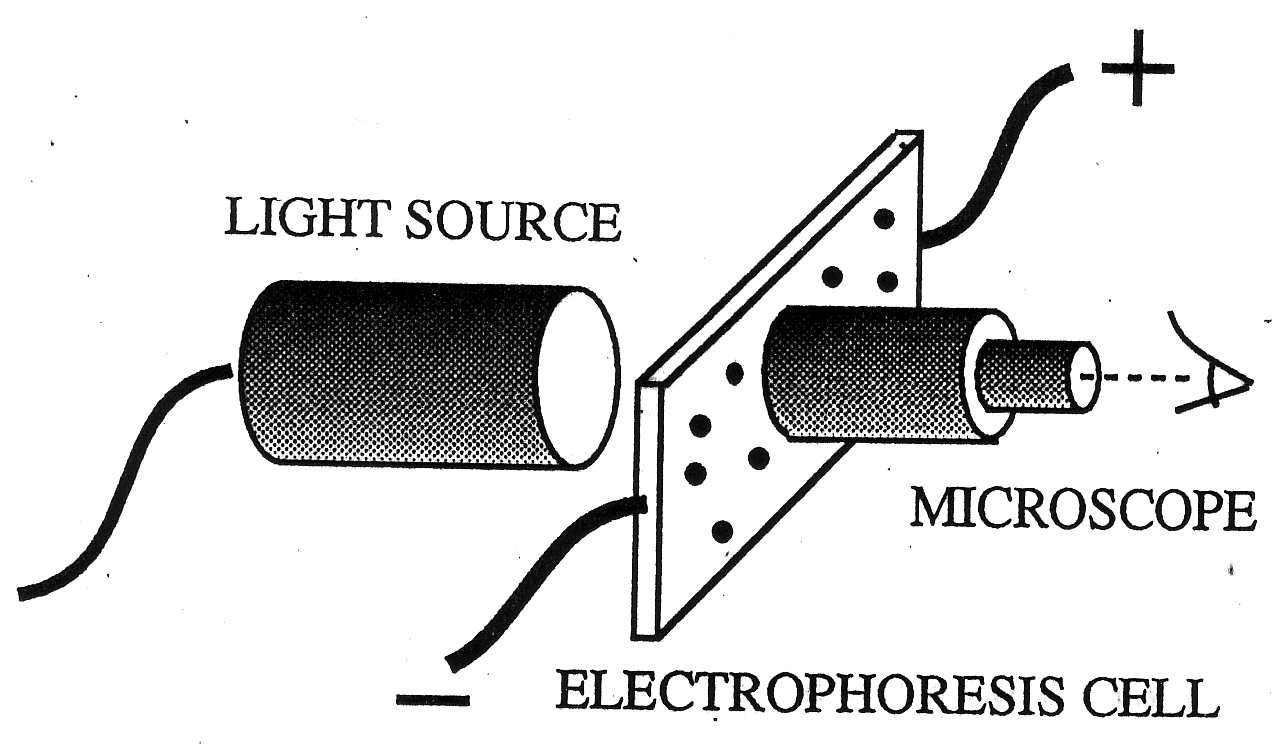 +
LIGHT SOURCE
MICROSCOPE
ELECTROPHORESIS CELL
−